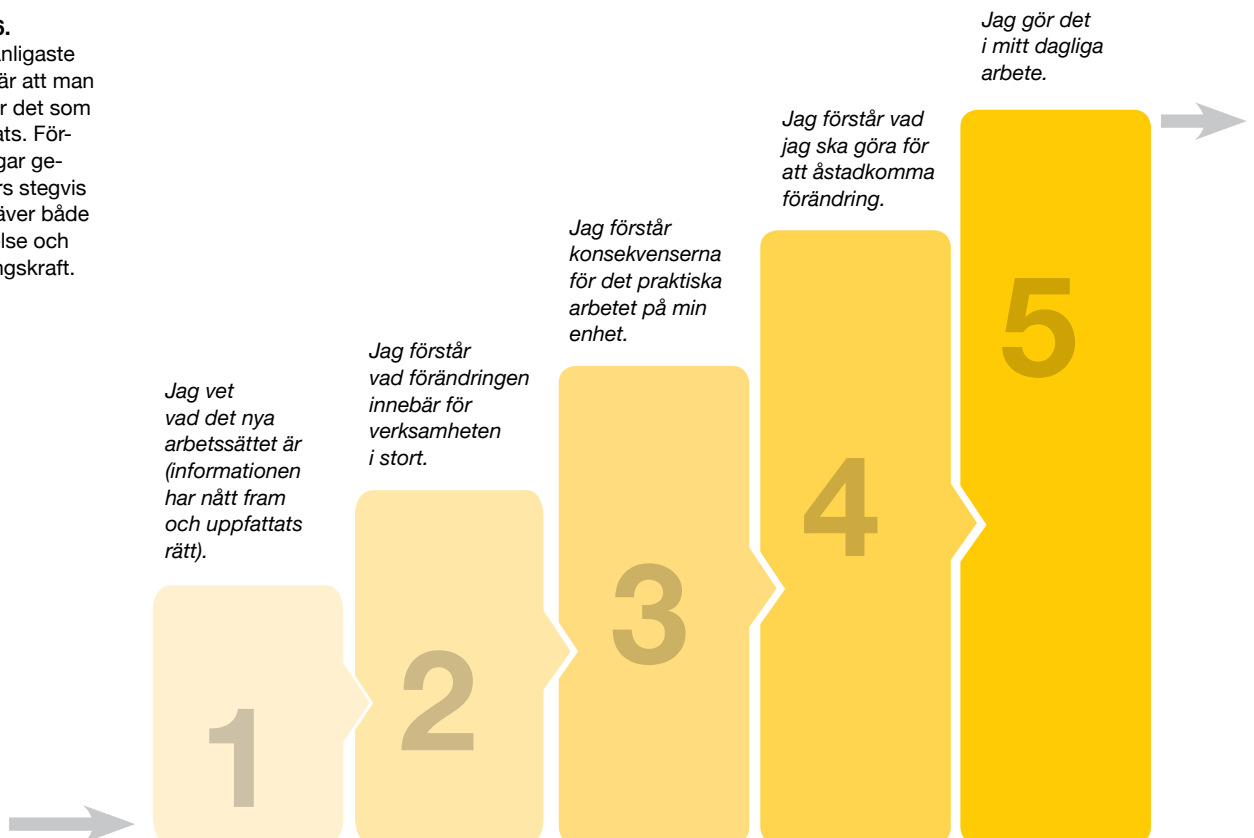 6.
nligaste
är att man
r det som
ats. För-
gar ge-
rs stegvis
äver både
else och
ngskraft.
Jag vet
vad det nya
arbetssättet är
(informationen
har nått fram
och uppfattats
rätt).
1
Jag förstår
vad förändringen
innebär för
verksamheten
i stort.
2
Jag förstår
konsekvenserna
för det praktiska
arbetet på min
enhet.
3
Jag förstår vad
jag ska göra för
att åstadkomma
förändring.
4
Jag gör det
i mitt dagliga
arbete.
5